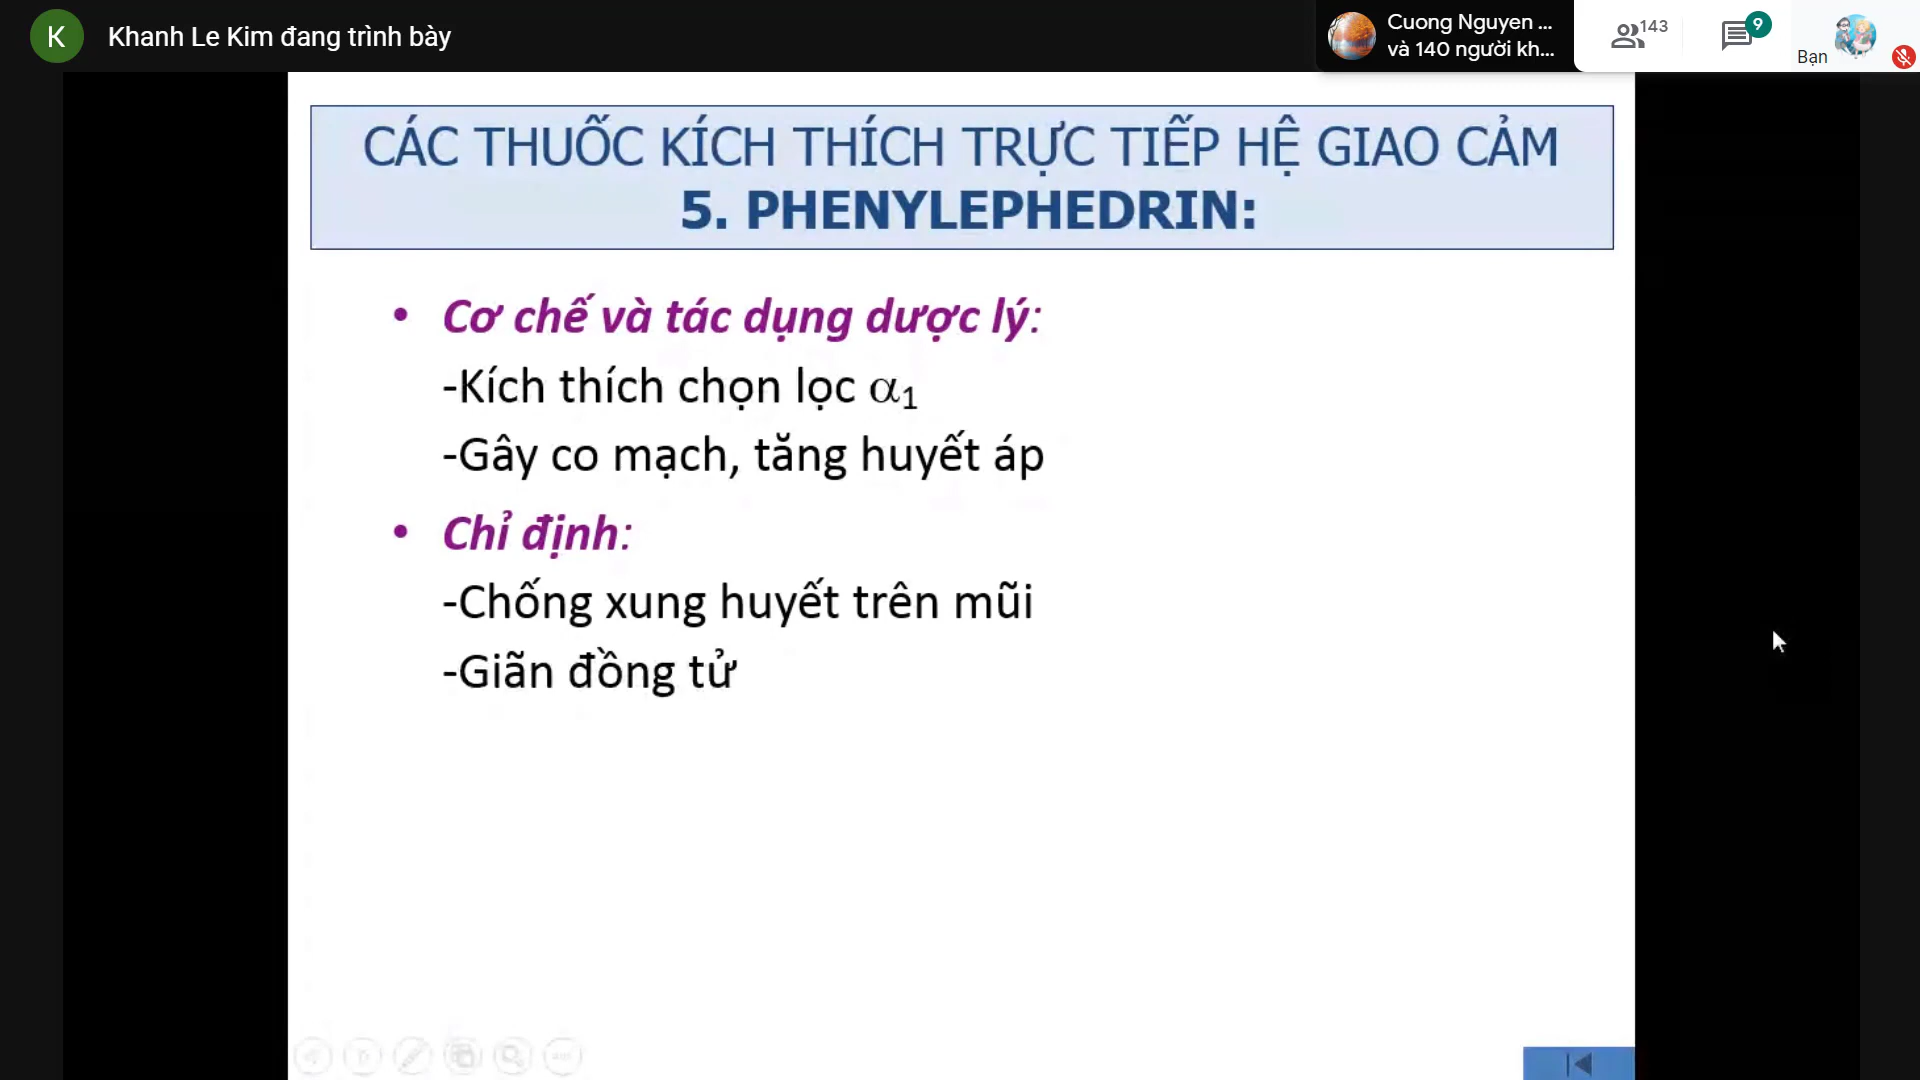 K
Khanh Le Kim đang trình bày
Cuong Nguyen ...
và 140 người kh...
143
9
Bạn
CÁC THUỐC KÍCH THÍCH TRỰC TIẾP HỆ GIAO CẢM
5. PHENYLEPHEDRIN:
• Cơ chế và tác dụng dược lý:
-Kích thích chọn lọc α₁
-Gây co mạch, tăng huyết áp
• Chỉ định:
-Chống xung huyết trên mũi
-Giãn đồng tử